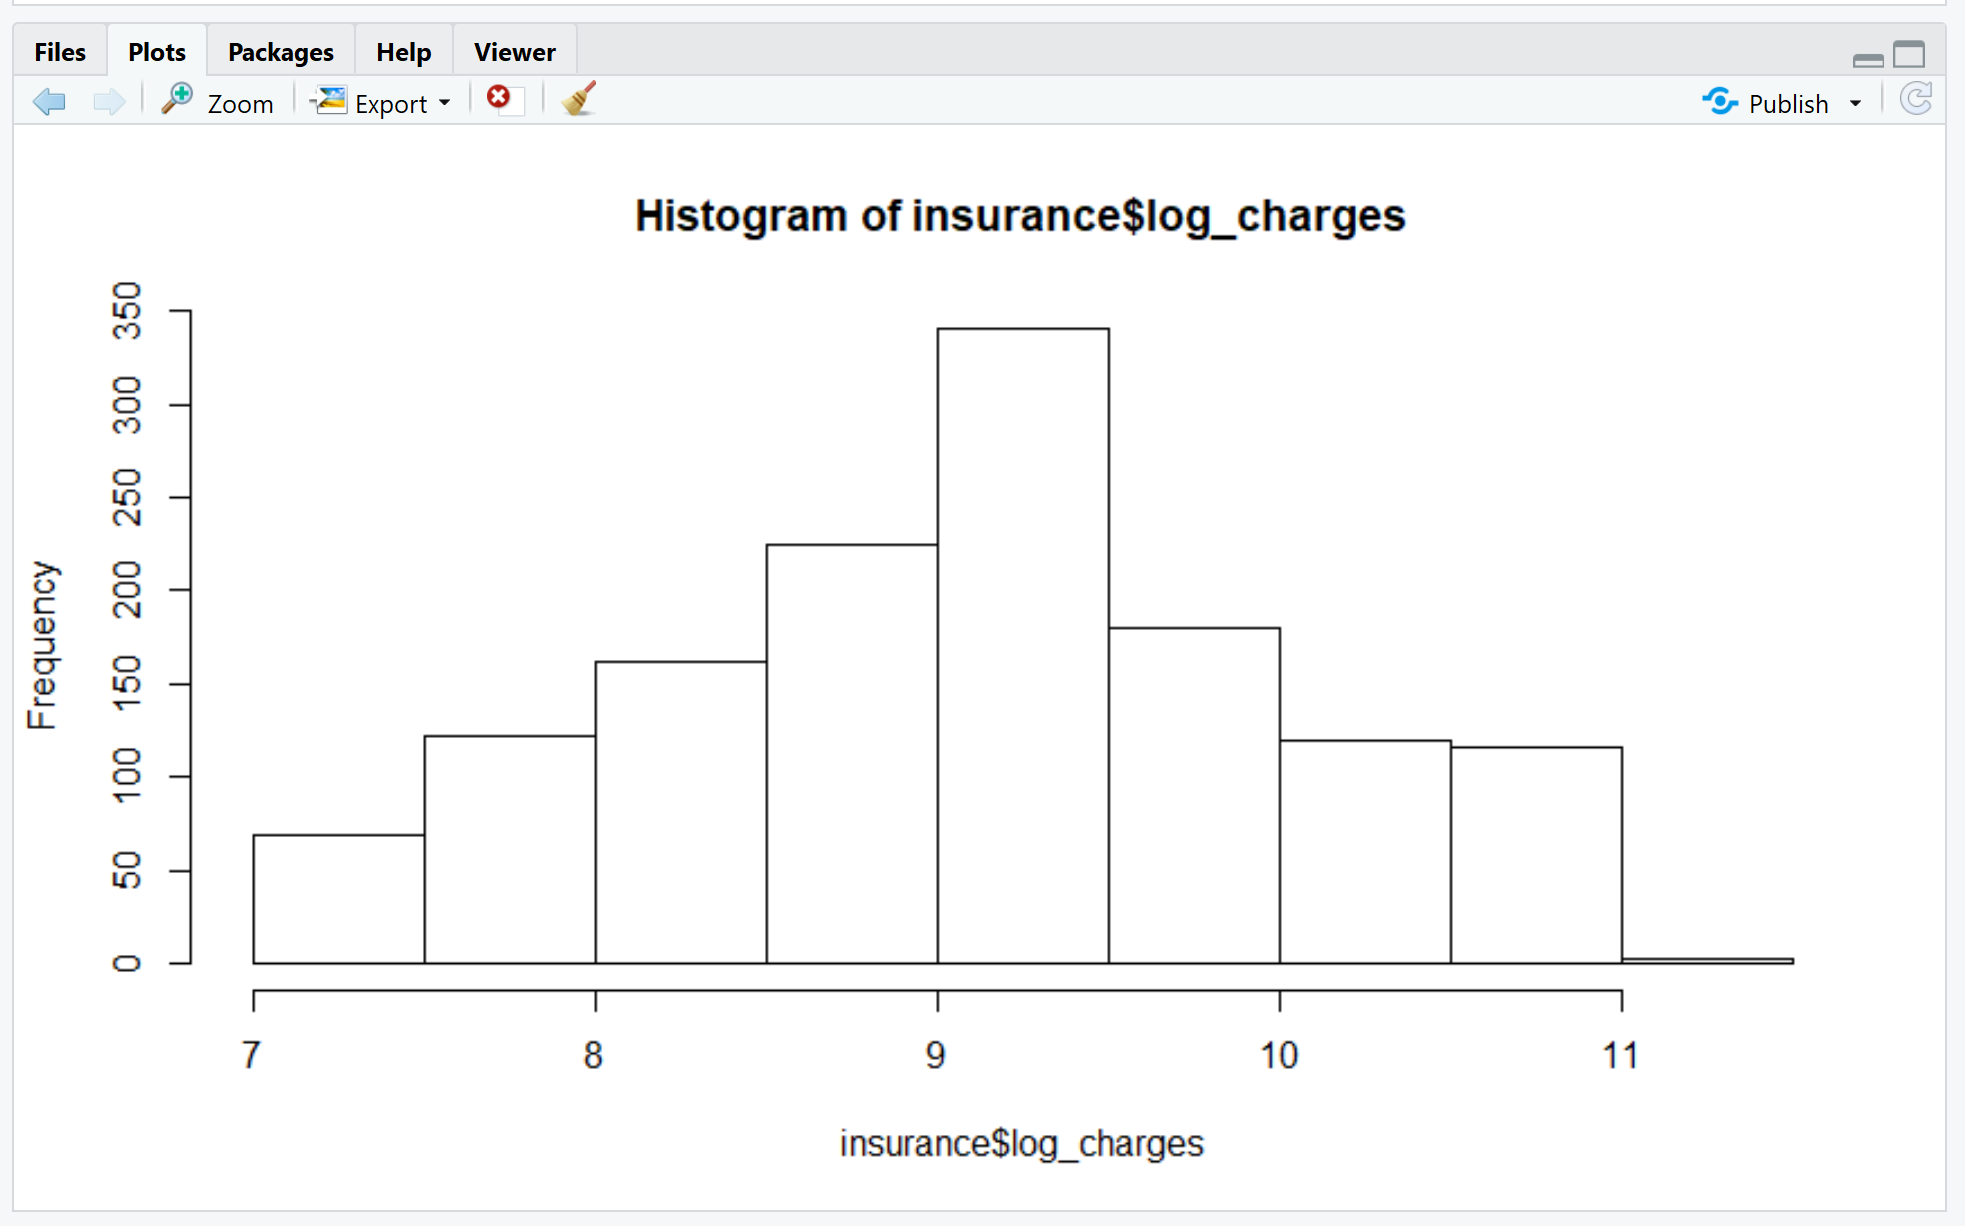 Files Plots Packages Help Viewer
Zoom Export Publish
Histogram of insurance$log_charges
350
300
250
200
150
100
50
0
Frequency
7 8 9 10 11
insurance$log_charges